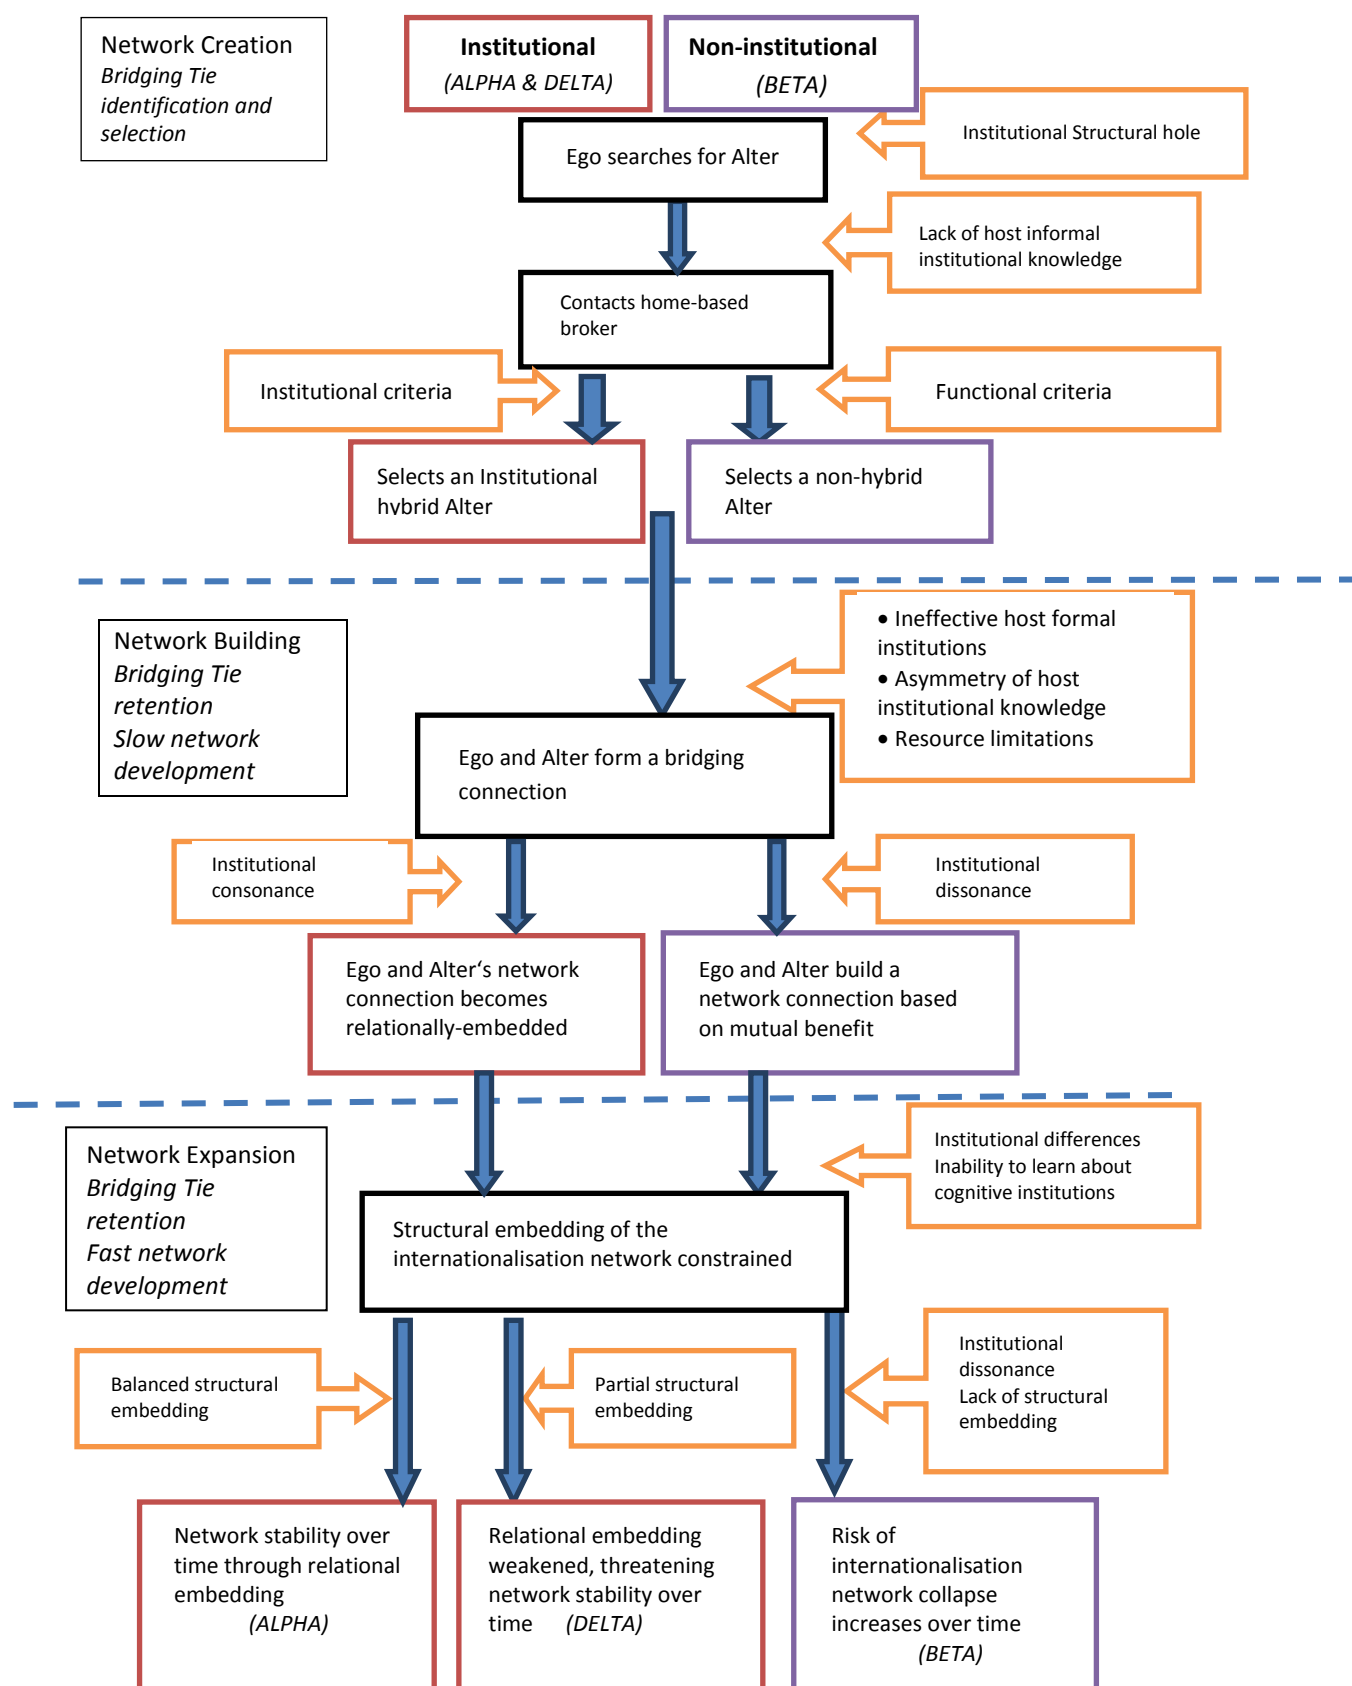 Network Creation
Bridging Tie
identification and
selection
Institutional
(ALPHA & DELTA)
Non-institutional
(BETA)
Institutional Structural hole
Ego searches for Alter
Lack of host informal
institutional knowledge
Contacts home-based
broker
Institutional criteria
Functional criteria
Selects an Institutional
hybrid Alter
Selects a non-hybrid
Alter
Network Building
Bridging Tie
retention
Slow network
development
• Ineffective host formal
institutions
• Asymmetry of host
institutional knowledge
• Resource limitations
Ego and Alter form a bridging
connection
Institutional
consonance
Institutional
dissonance
Ego and Alter‘s network
connection becomes
relationally-embedded
Ego and Alter build a
network connection based
on mutual benefit
Network Expansion
Bridging Tie
retention
Fast network
development
Institutional differences
Inability to learn about
cognitive institutions
Structural embedding of the
internationalisation network constrained
Balanced structural
embedding
Partial structural
embedding
Institutional
dissonance
Lack of structural
embedding
Network stability over
time through relational
embedding
(ALPHA)
Relational embedding
weakened, threatening
network stability over
time (DELTA)
Risk of
internationalisation
network collapse
increases over time
(BETA)